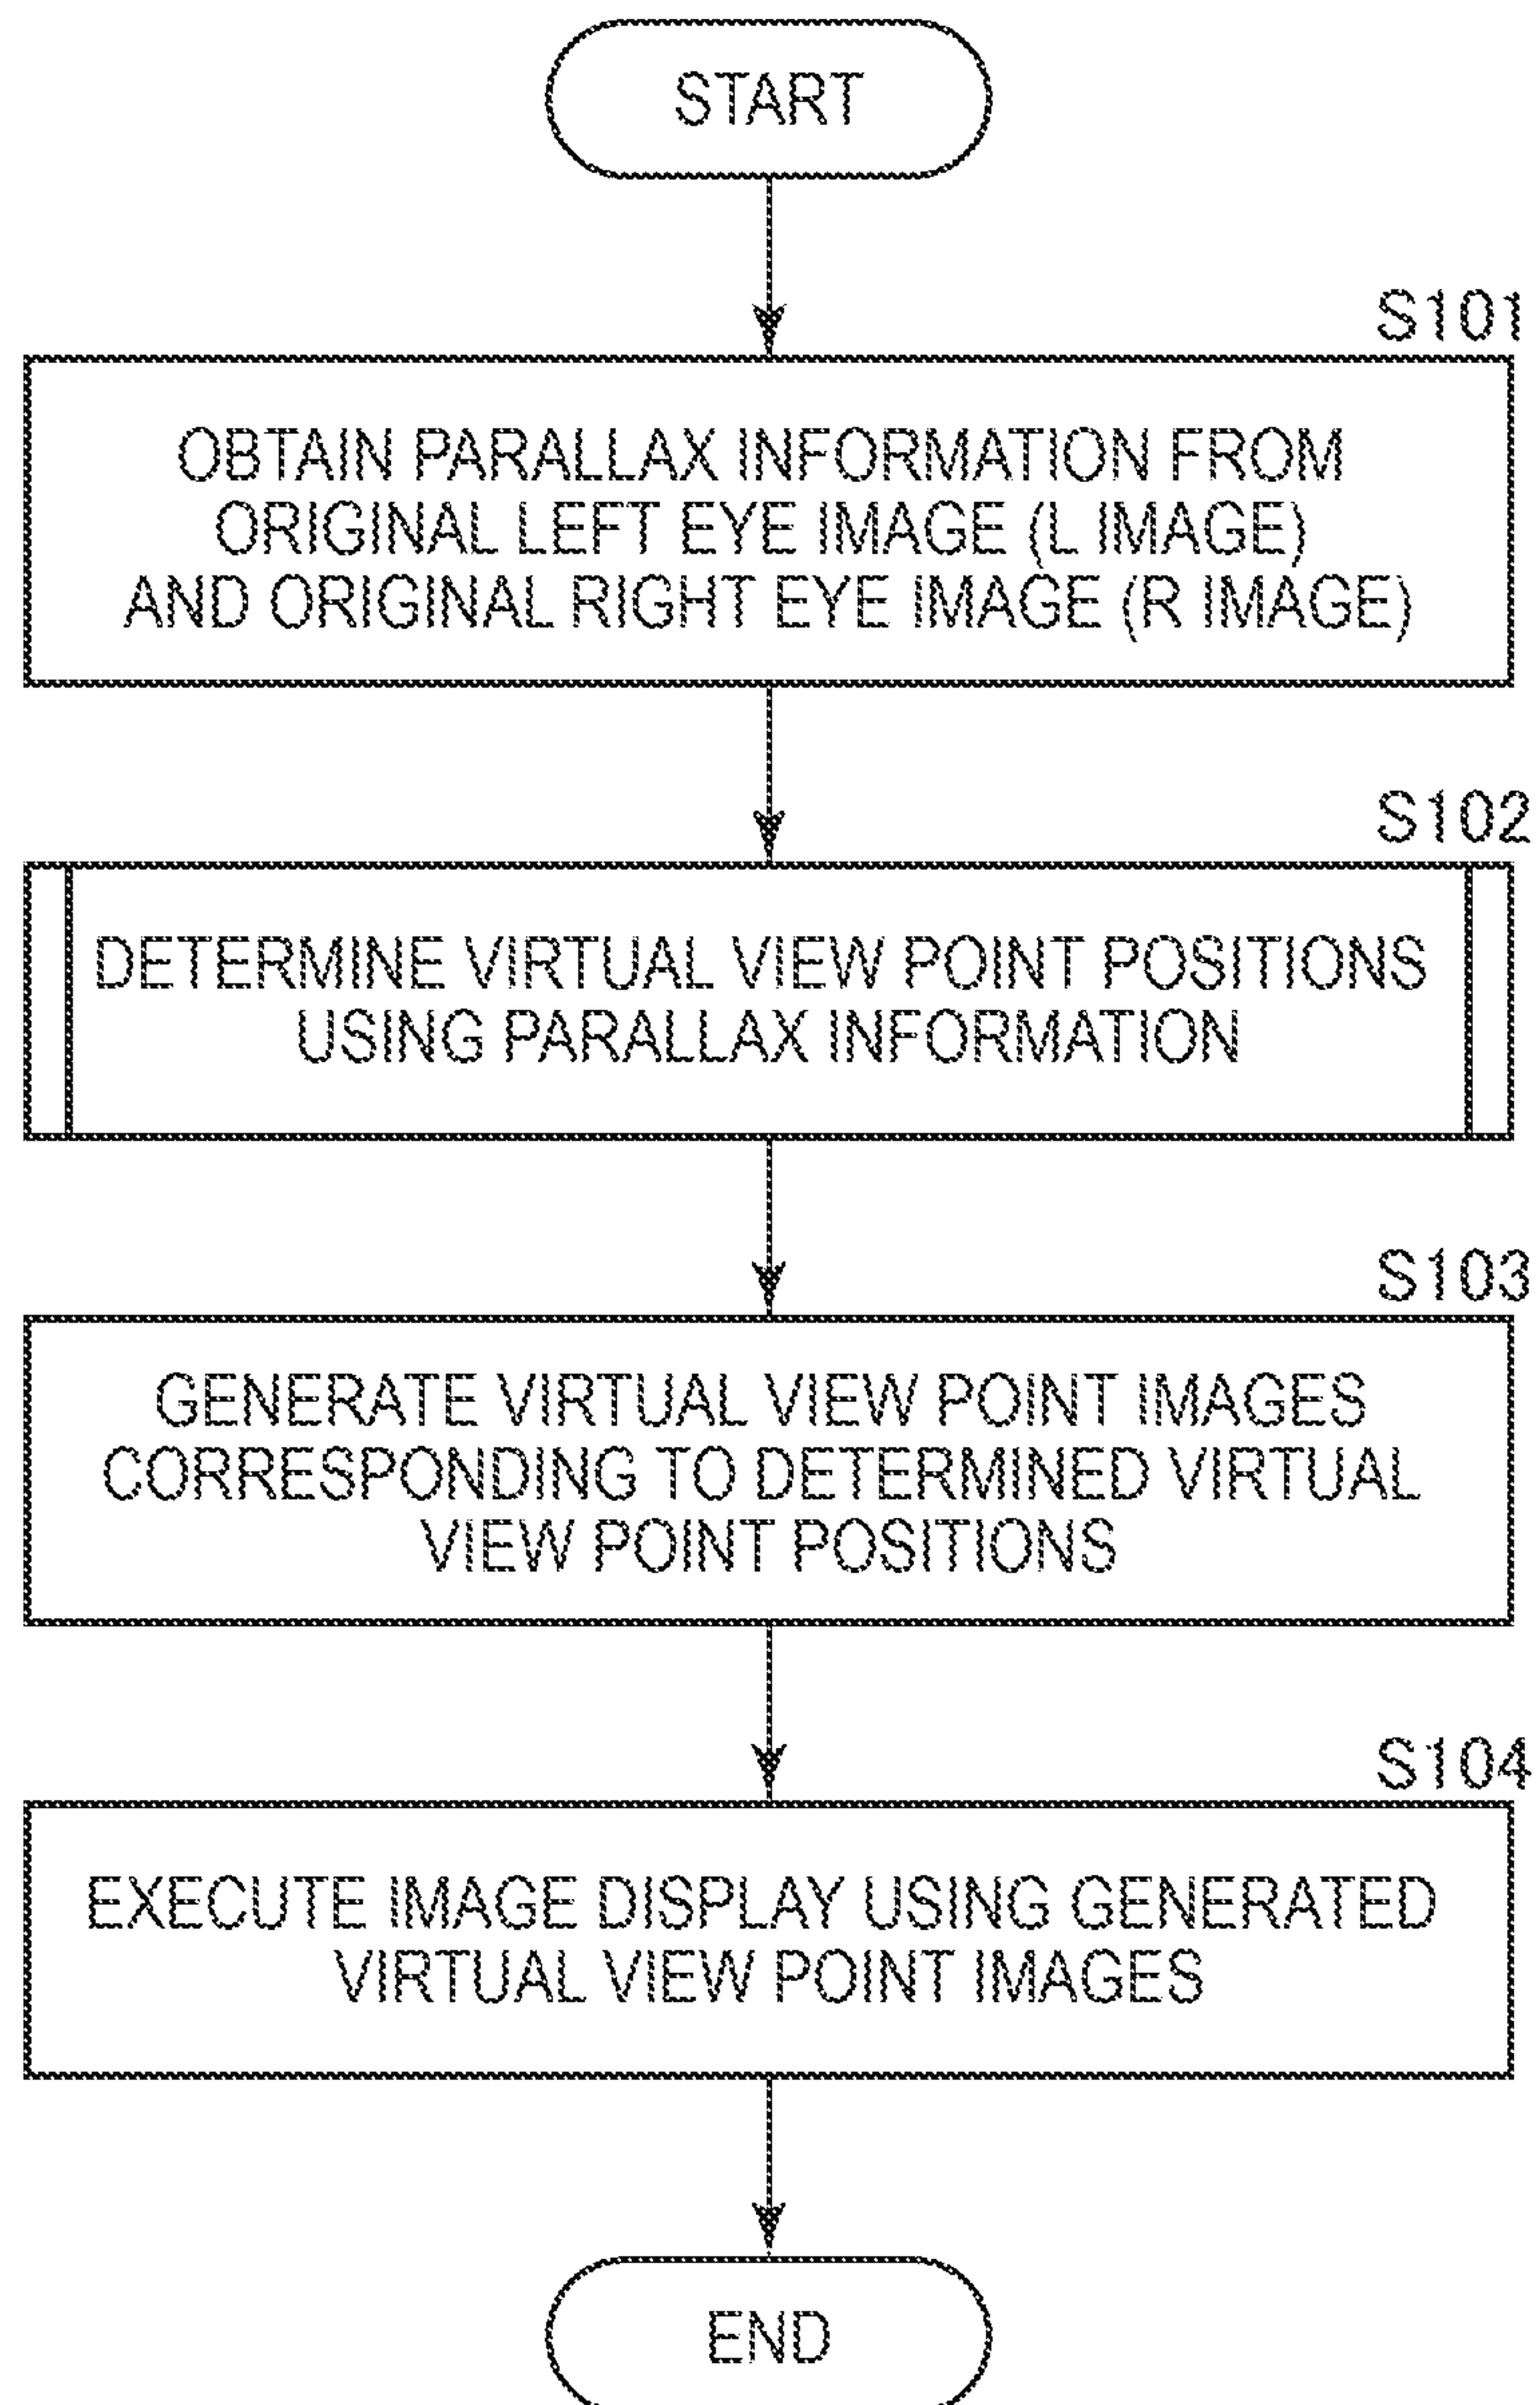 START
S101
OBTAIN PARALLAX INFORMATION FROM
ORIGINAL LEFT EYE IMAGE (L IMAGE)
AND ORIGINAL RIGHT EYE IMAGE (R IMAGE)
S102
DETERMINE VIRTUAL VIEW POINT POSITIONS
USING PARALLAX INFORMATION
S103
GENERATE VIRTUAL VIEW POINT IMAGES
CORRESPONDING TO DETERMINED VIRTUAL
VIEW POINT POSITIONS
S104
EXECUTE IMAGE DISPLAY USING GENERATED
VIRTUAL VIEW POINT IMAGES
END